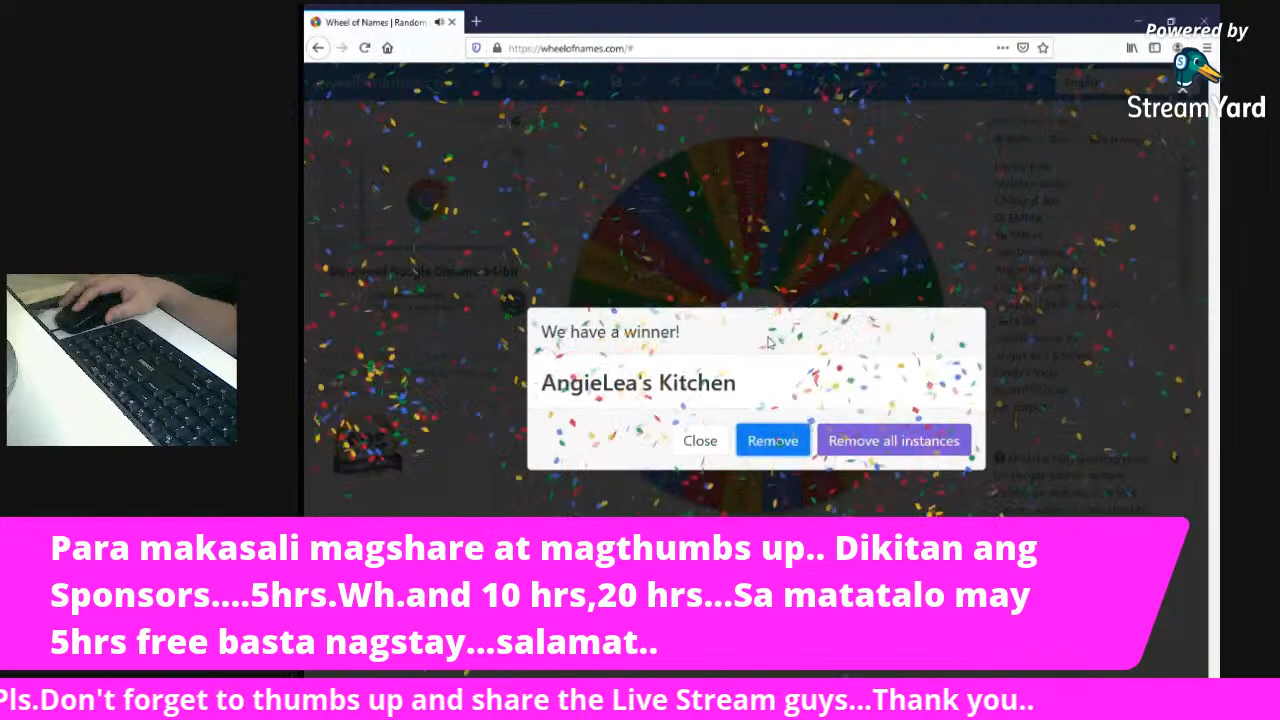 Wheel of Names | Random
https://wheelofnames.com/#
Powered by
StreamYard
We have a winner!
AngieLea's Kitchen
Close
Remove
Remove all instances
Para makasali magshare at magthumbs up.. Dikitan ang
Sponsors....5hrs.Wh.and 10 hrs,20 hrs...Sa matatalo may
5hrs free basta nagstay...salamat..
Pls.Don't forget to thumbs up and share the Live Stream guys...Thank you..